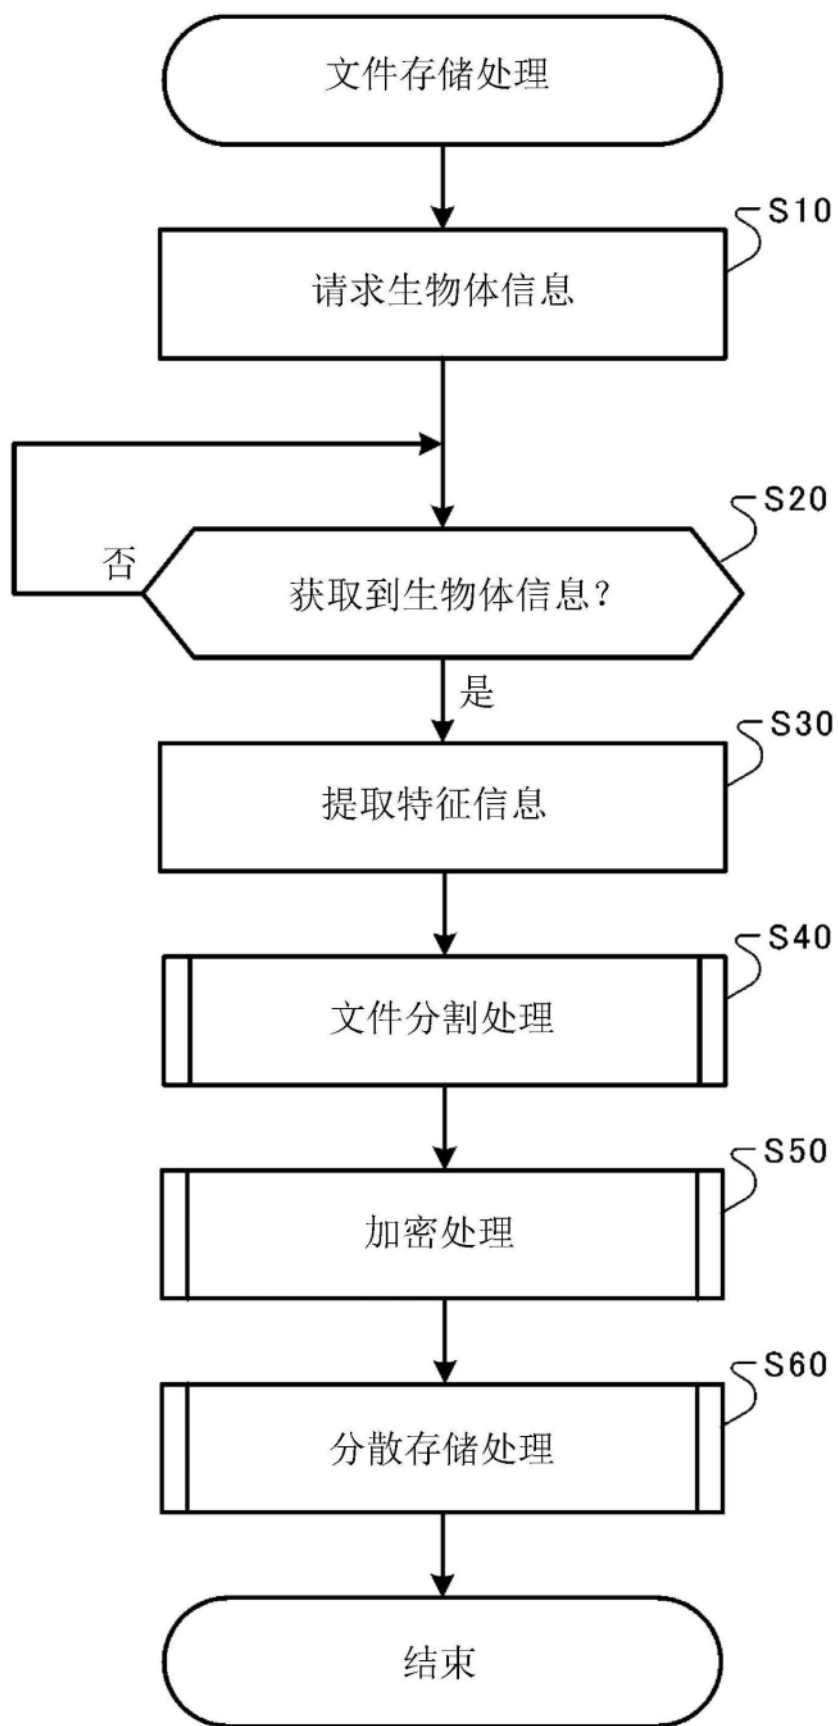 文件存储处理
S10
请求生物体信息
S20
否
获取到生物体信息？
是
S30
提取特征信息
S40
文件分割处理
S50
加密处理
S60
分散存储处理
结束